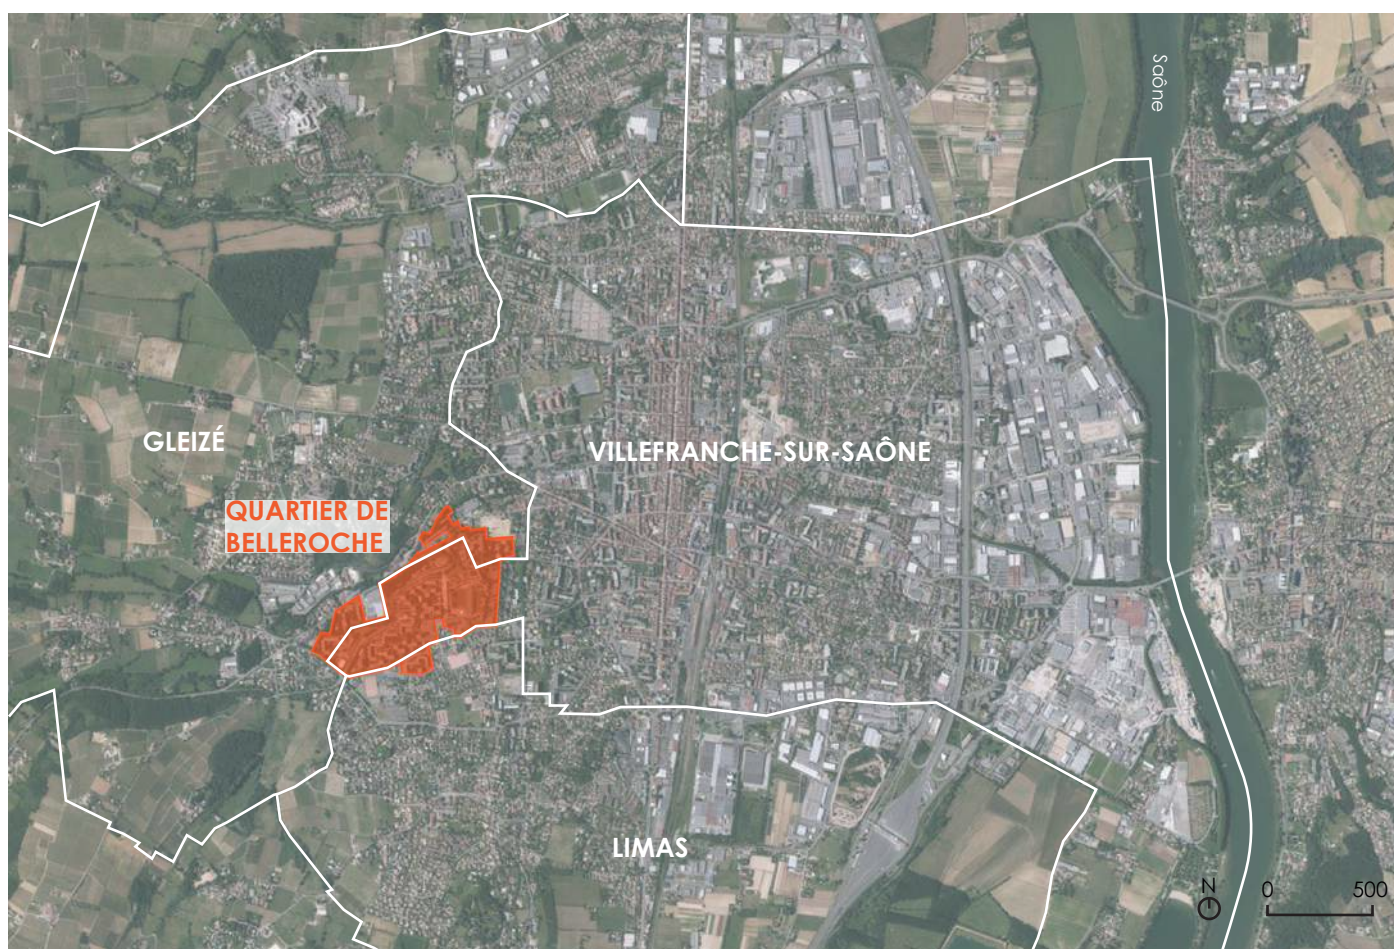 Saône
GLEIZÉ
VILLEFRANCHE-SUR-SAÔNE
QUARTIER DE
BELLEROCHE
LIMAS
N
0 500